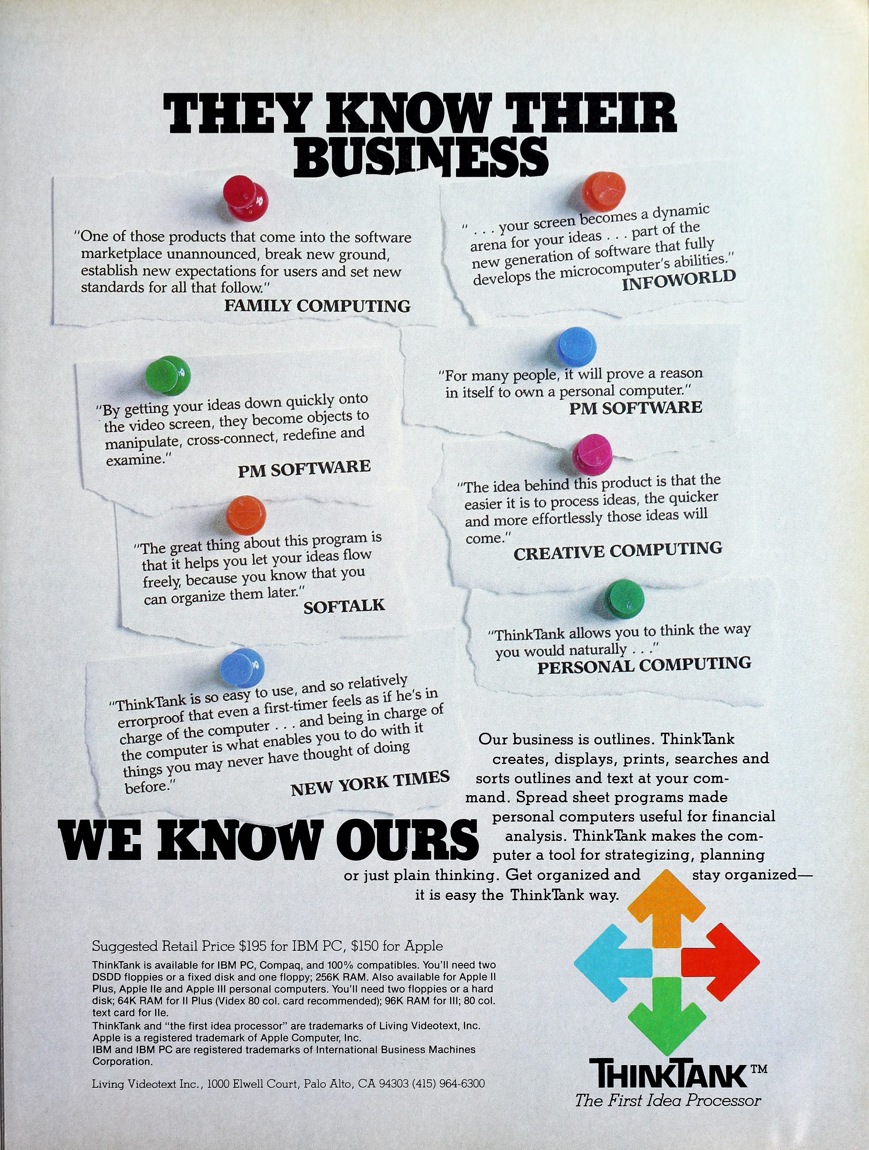 THEY KNOW THEIR
BUSINESS
"One of those products that come into the software
marketplace unannounced, break new ground,
establish new expectations for users and set new
standards for all that follow."
FAMILY COMPUTING
" . . . your screen becomes a dynamic
arena for your ideas . . . part of the
new generation of software that fully
develops the microcomputer's abilities."
INFOWORLD
"By getting your ideas down quickly onto
the video screen, they become objects to
manipulate, cross-connect, redefine and
examine."
PM SOFTWARE
"For many people, it will prove a reason
in itself to own a personal computer."
PM SOFTWARE
"The idea behind this product is that the
easier it is to process ideas, the quicker
and more effortlessly those ideas will
come."
CREATIVE COMPUTING
"The great thing about this program is
that it helps you let your ideas flow
freely, because you know that you
can organize them later."
SOFTALK
"ThinkTank allows you to think the way
you would naturally . . ."
PERSONAL COMPUTING
"ThinkTank is so easy to use, and so relatively
errorproof that even a first-timer feels as if he's in
charge of the computer . . . and being in charge of
the computer is what enables you to do with it
things you may never have thought of doing
before."
NEW YORK TIMES
WE KNOW OURS
Our business is outlines. ThinkTank
creates, displays, prints, searches and
sorts outlines and text at your com-
mand. Spread sheet programs made
personal computers useful for financial
analysis. ThinkTank makes the com-
puter a tool for strategizing, planning
or just plain thinking. Get organized and stay organized—
it is easy the ThinkTank way.
Suggested Retail Price $195 for IBM PC, $150 for Apple
ThinkTank is available for IBM PC, Compaq, and 100% compatibles. You'll need two
DSDD floppies or a fixed disk and one floppy; 256K RAM. Also available for Apple II
Plus, Apple IIe and Apple III personal computers. You'll need two floppies or a hard
disk; 64K RAM for II Plus (Videx 80 col. card recommended); 96K RAM for III; 80 col.
text card for IIe.
ThinkTank and "the first idea processor" are trademarks of Living Videotext, Inc.
Apple is a registered trademark of Apple Computer, Inc.
IBM and IBM PC are registered trademarks of International Business Machines
Corporation.
Living Videotext Inc., 1000 Elwell Court, Palo Alto, CA 94303 (415) 964-6300
THINKTANK™
The First Idea Processor